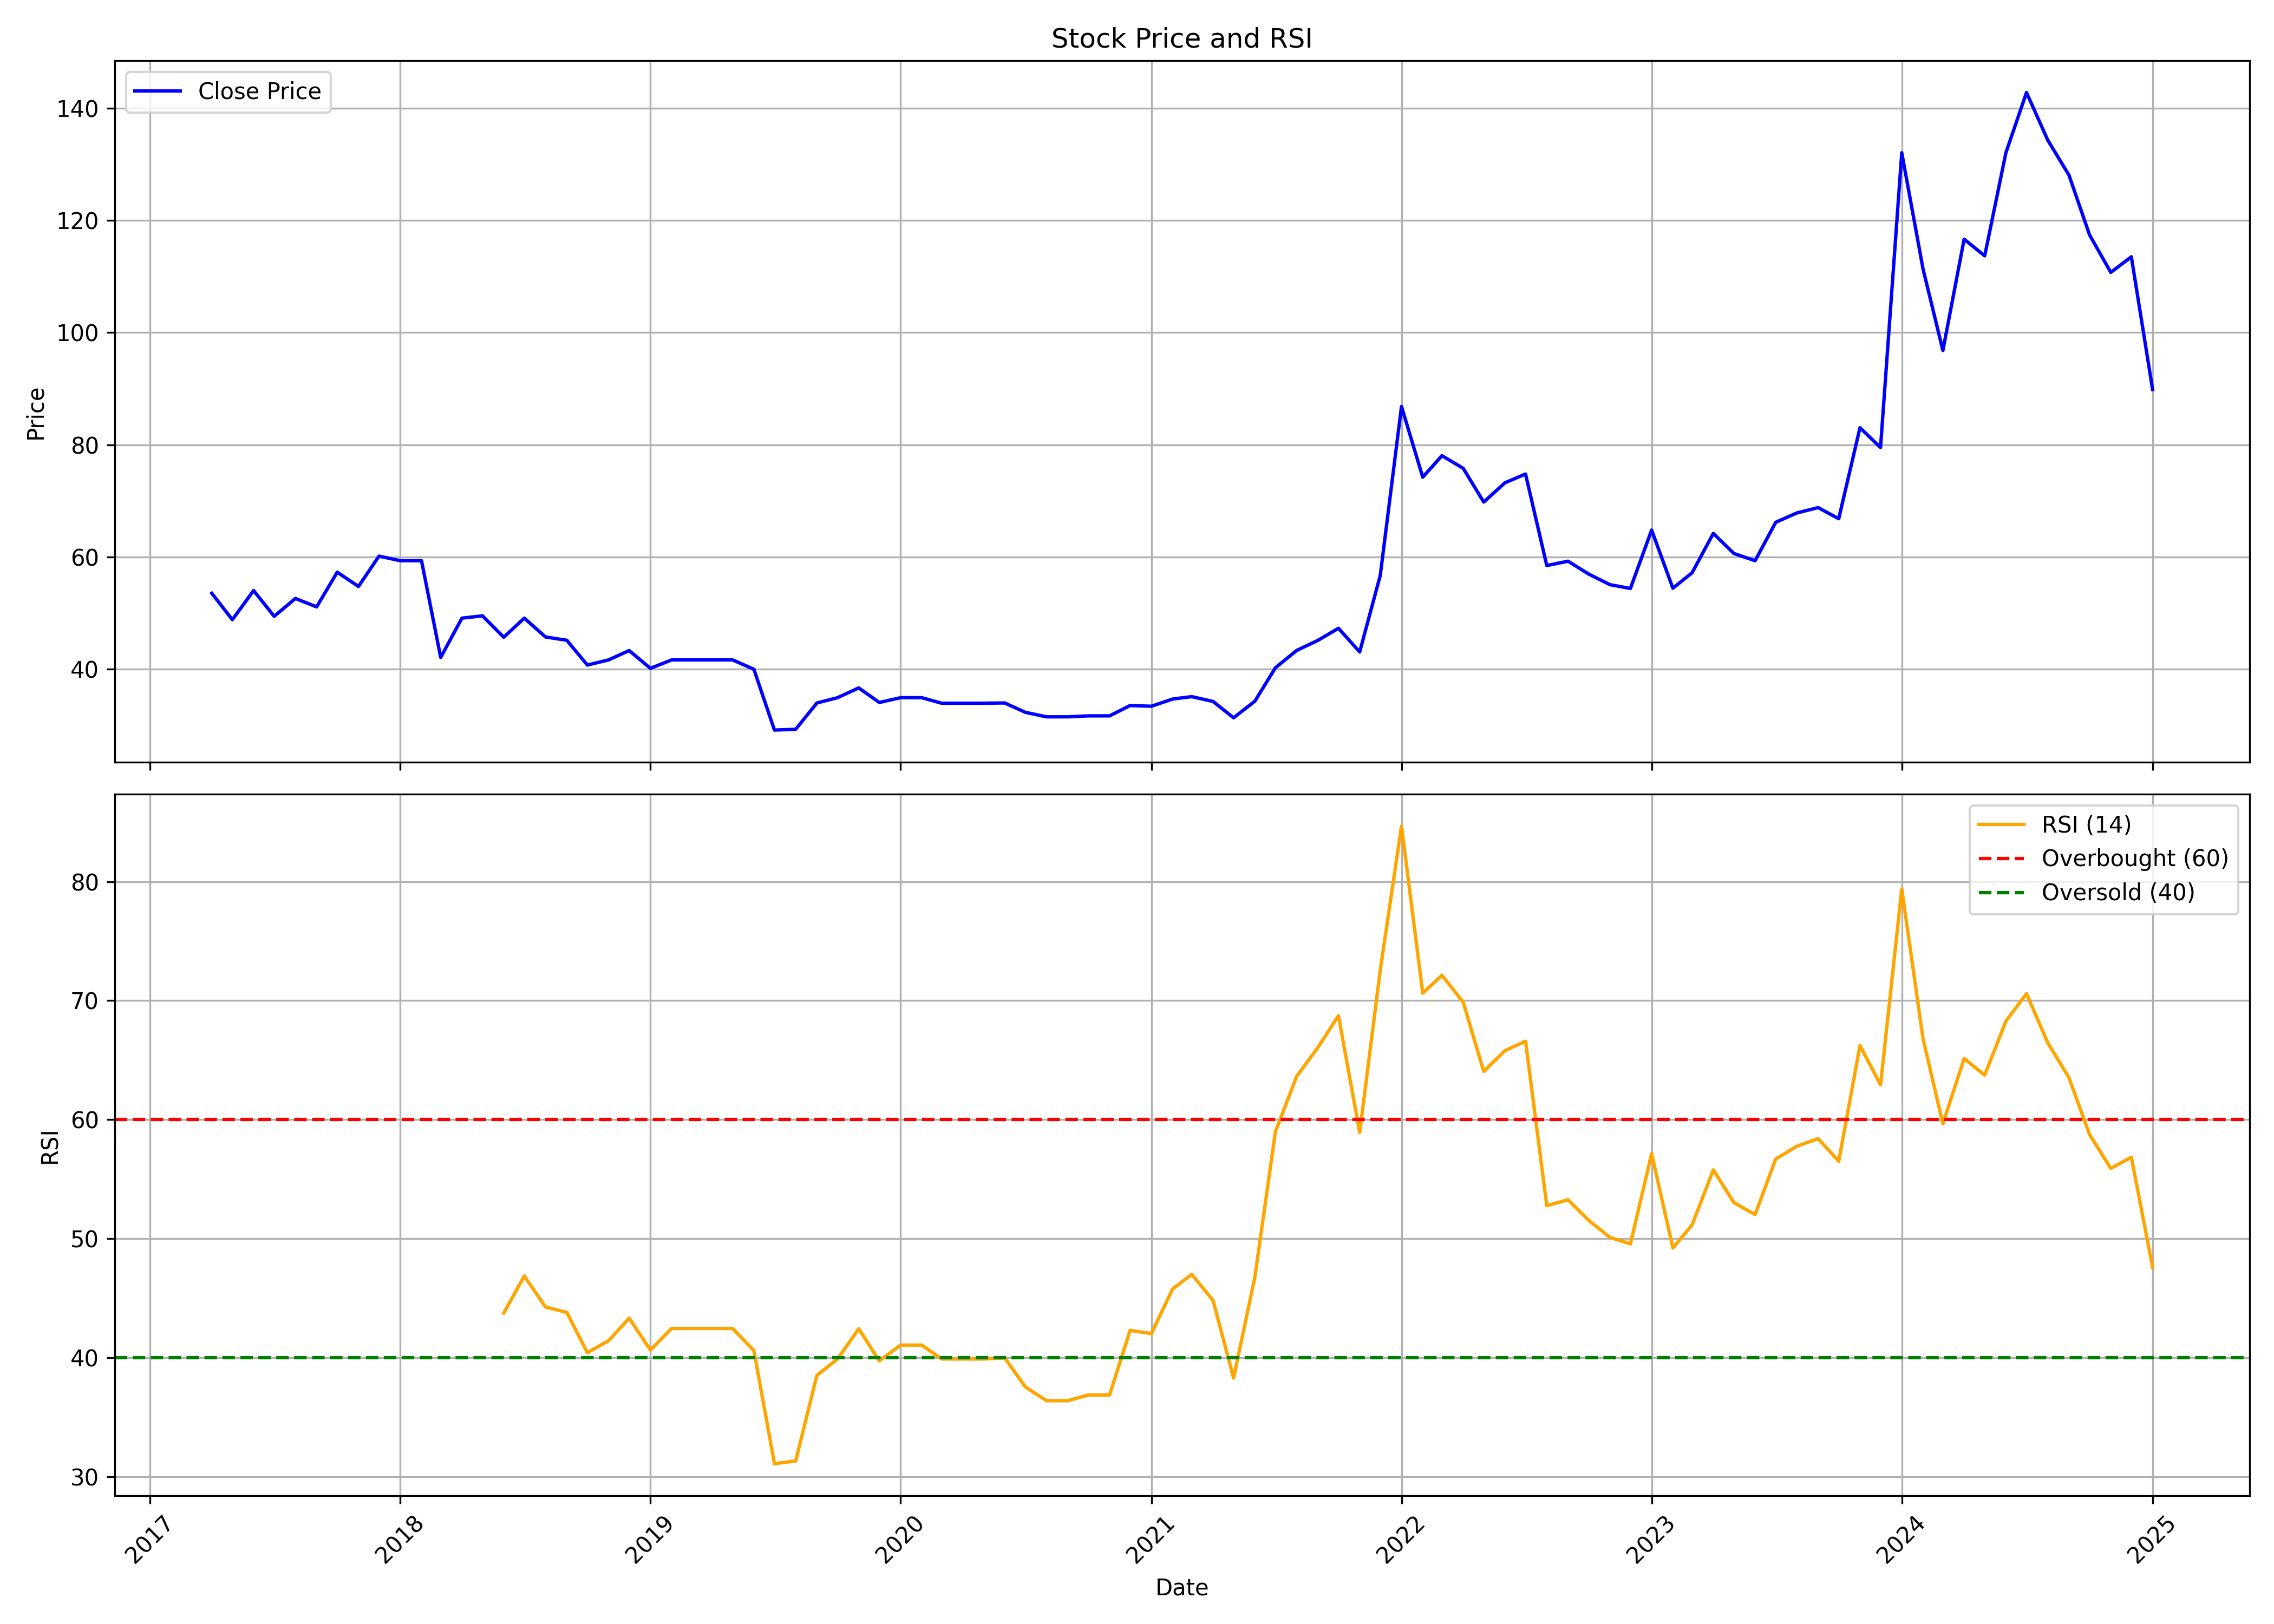 Stock Price and RSI
Close Price
140
120
100
80
60
40
Price
RSI (14)
Overbought (60)
Oversold (40)
80
70
60
50
40
30
RSI
2017
2018
2019
2020
2021
2022
2023
2024
2025
Date